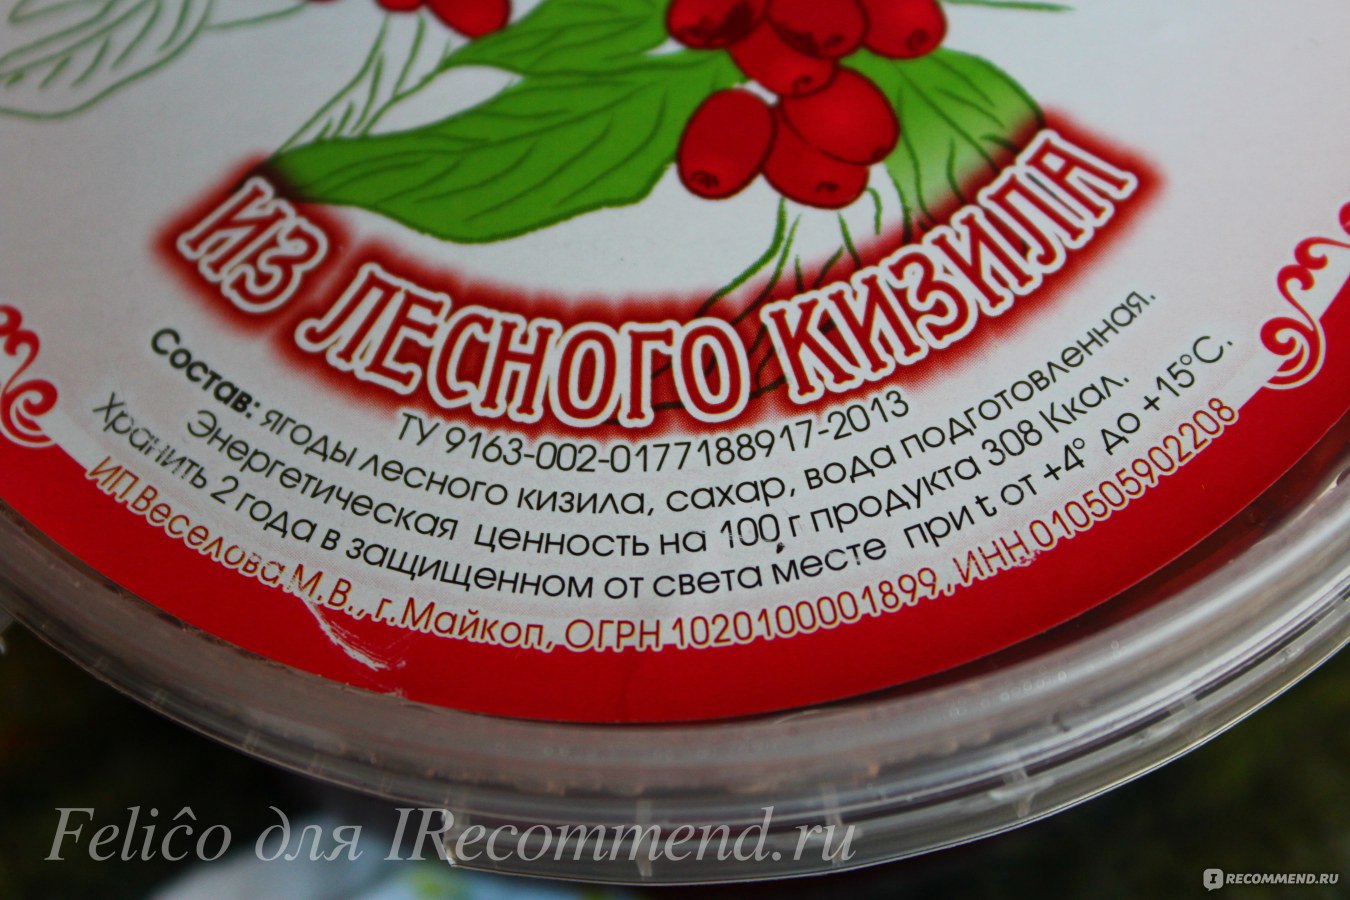 ИЗ ЛЕСНОГО КИЗИЛА
ТУ 9163-002-0177188917-2013
Состав: ягоды лесного кизила, сахар, вода подготовленная.
Энергетическая ценность на 100 г продукта 308 Ккал.
Хранить 2 года в защищенном от света месте при t от +4° до +15°С.
ИП Веселова М.В., г. Майкоп, ОГРН 1020100001899, ИНН 010505902208
Feliĉo для IRecommend.ru
I RECOMMEND.RU